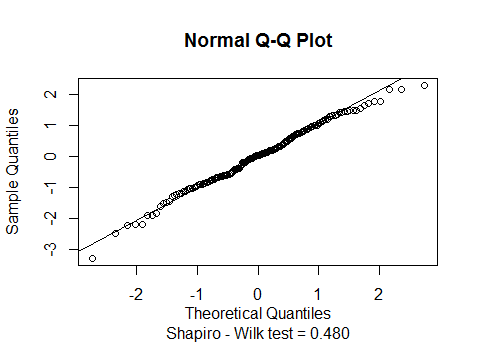 Normal Q-Q Plot
Sample Quantiles
2
1
0
-1
-2
-3
-2 -1 0 1 2
Theoretical Quantiles
Shapiro - Wilk test = 0.480